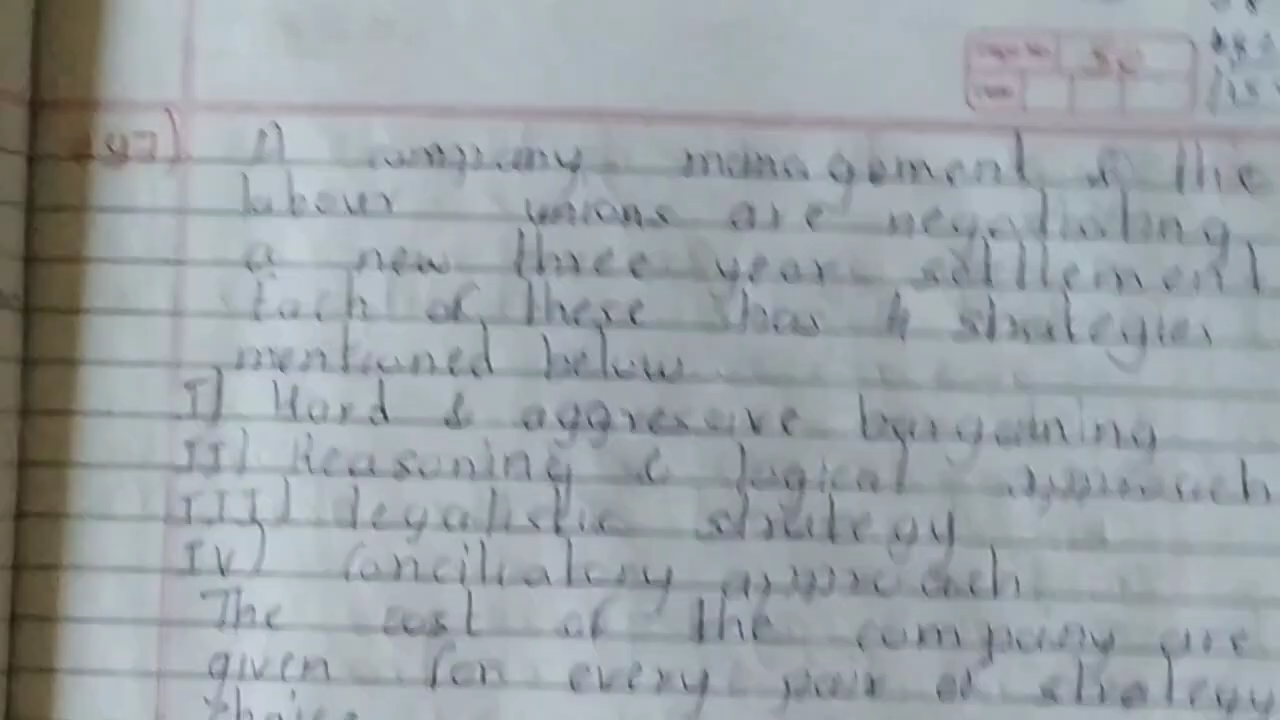 A company management & the
labour unions are negotiating
a new three year settlement
Each of these has 4 strategies
mentioned below
I) Hard & aggressive bargaining
II) Reasoning & logical approach
III) legalistic strategy
IV) Conciliatory approach
The cost of the company are
given for every pair of strategy
choice